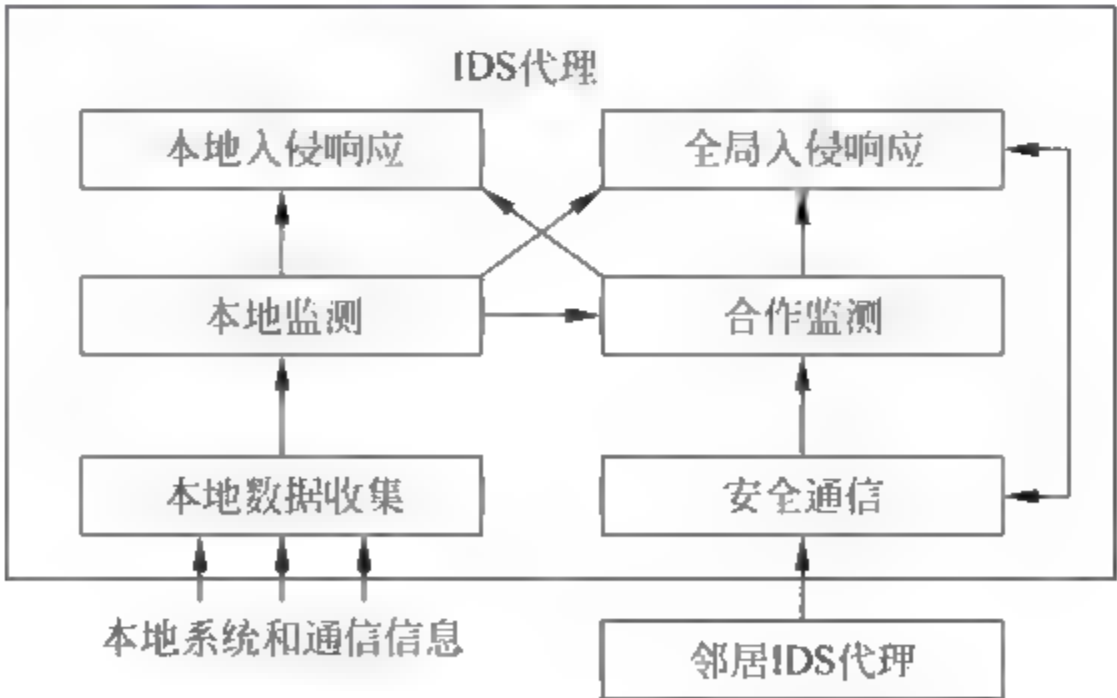 IDS代理
本地入侵响应
全局入侵响应
本地监测
合作监测
本地数据收集
安全通信
本地系统和通信信息
邻居IDS代理